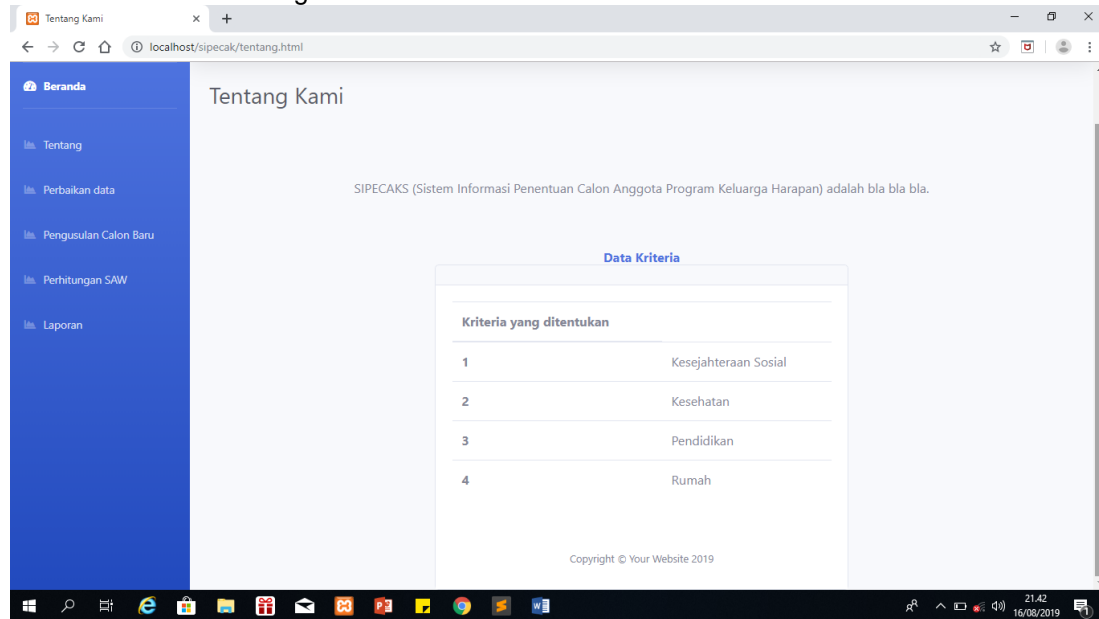 Tentang Kami
localhost/sipecak/tentang.html
Beranda
Tentang
Perbaikan data
Pengusulan Calon Baru
Perhitungan SAW
Laporan
Tentang Kami
SIPECAKS (Sistem Informasi Penentuan Calon Anggota Program Keluarga Harapan) adalah bla bla bla.
Data Kriteria
Kriteria yang ditentukan
1 Kesejahteraan Sosial
2 Kesehatan
3 Pendidikan
4 Rumah
Copyright © Your Website 2019
21.42
16/08/2019